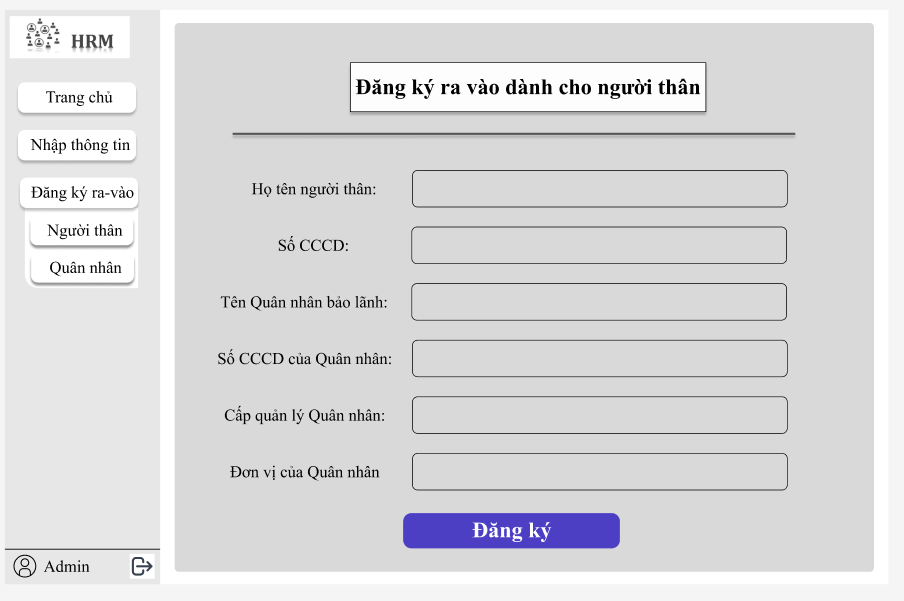 HRM
Trang chủ
Nhập thông tin
Đăng ký ra-vào
Người thân
Quân nhân
Admin
Đăng ký ra vào dành cho người thân
Họ tên người thân:
Số CCCD:
Tên Quân nhân bảo lãnh:
Số CCCD của Quân nhân:
Cấp quản lý Quân nhân:
Đơn vị của Quân nhân
Đăng ký